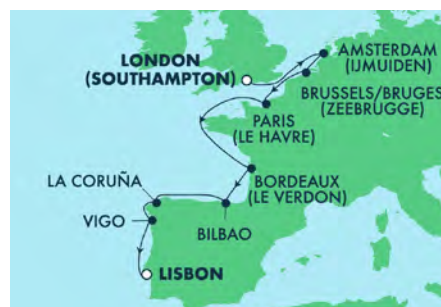 LONDON
(SOUTHAMPTON)
AMSTERDAM
(IJMUIDEN)
BRUSSELS/BRUGES
(ZEEBRUGGE)
PARIS
(LE HAVRE)
BORDEAUX
(LE VERDON)
LA CORUÑA
VIGO
BILBAO
LISBON